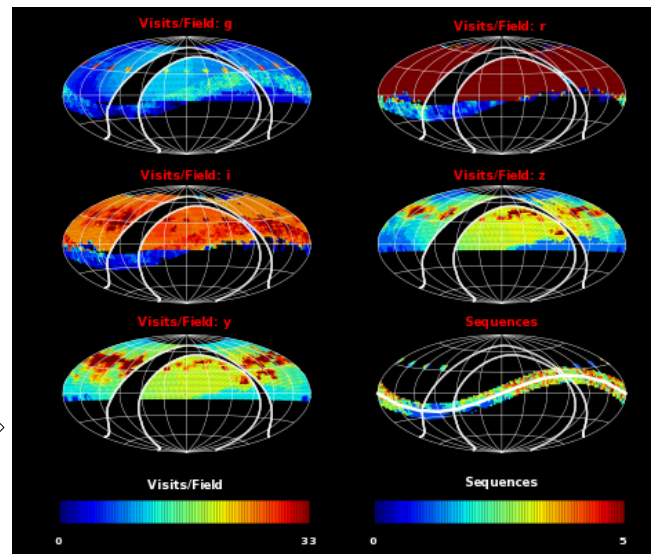 Visits/Field: g
Visits/Field: r
Visits/Field: i
Visits/Field: z
Visits/Field: y
Sequences
Visits/Field
Sequences
0
33
0
5